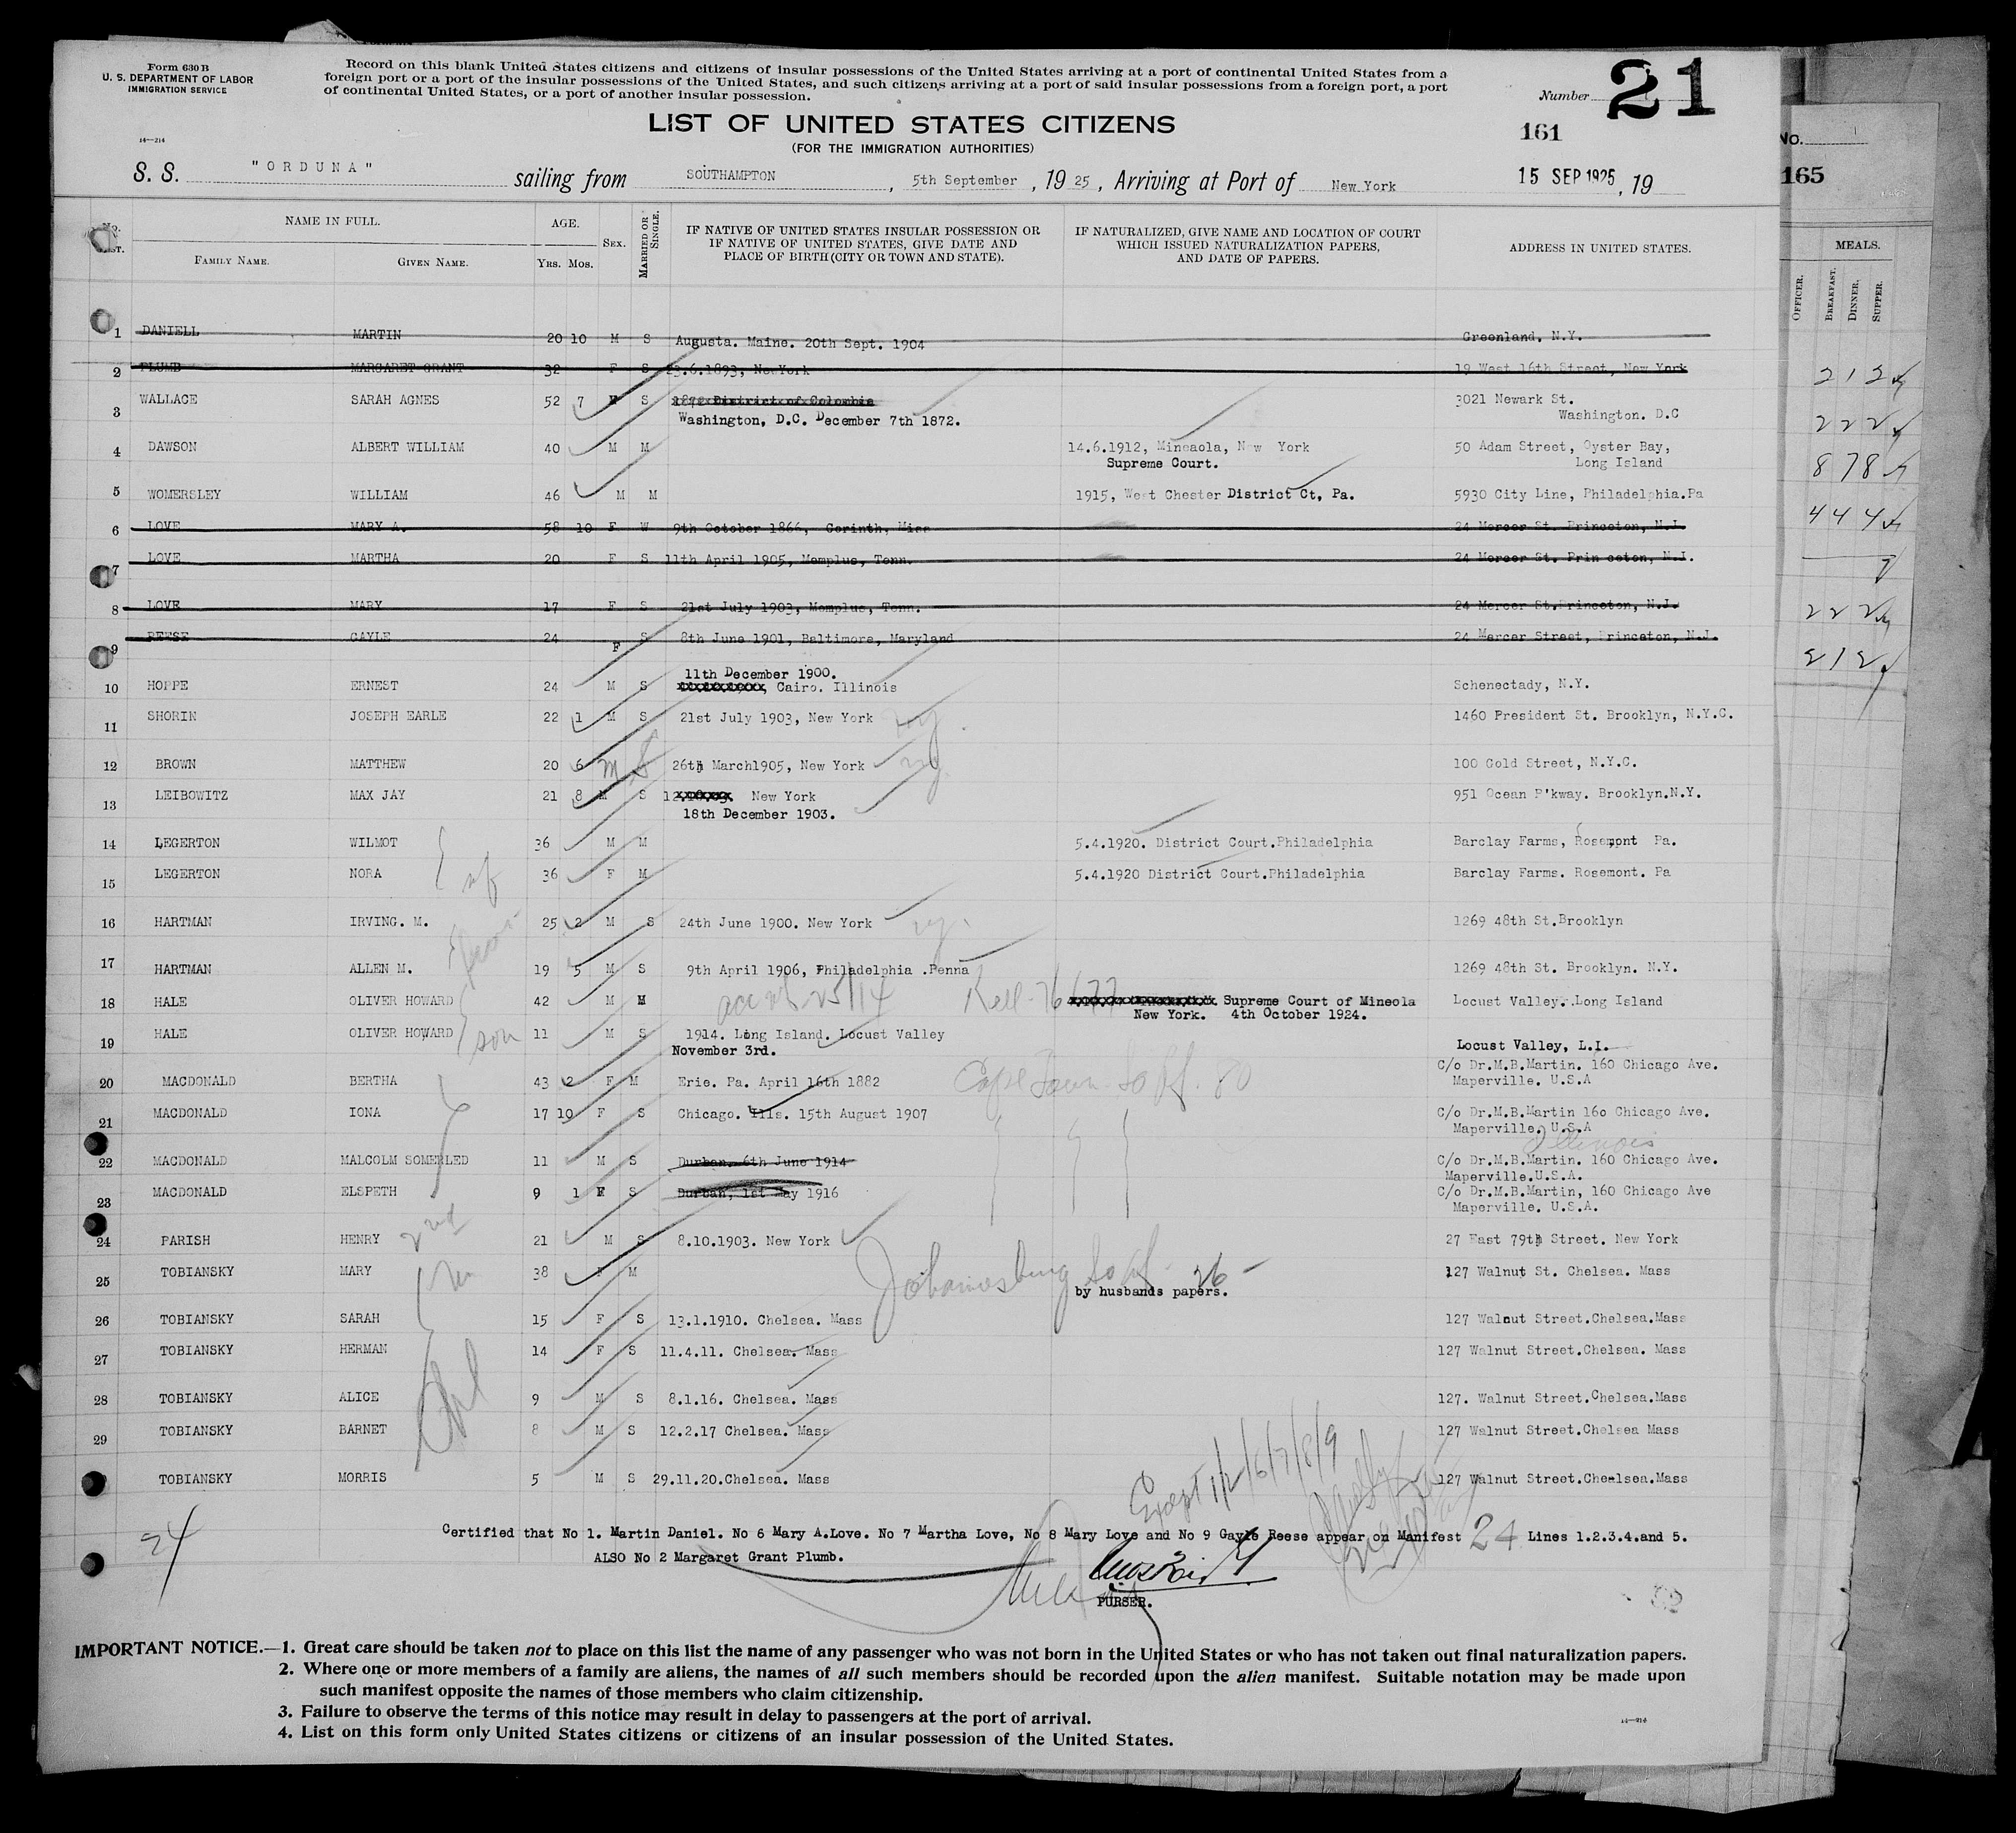 Form 630 B
U. S. DEPARTMENT OF LABOR
IMMIGRATION SERVICE
14—214
Record on this blank United States citizens and citizens of insular possessions of the United States arriving at a port of continental United States from a
foreign port or a port of the insular possessions of the United States, and such citizens arriving at a port of said insular possessions from a foreign port, a port
of continental United States, or a port of another insular possession.
Number 21
161
LIST OF UNITED STATES CITIZENS
(FOR THE IMMIGRATION AUTHORITIES)
S. S. "ORDUNA" sailing from SOUTHAMPTON, 5th September, 19 25, Arriving at Port of New York 15 SEP 1925, 19
No. 165
NAME IN FULL. AGE. SEX. MARRIED OR SINGLE. IF NATIVE OF UNITED STATES INSULAR POSSESSION OR IF NATIVE OF UNITED STATES, GIVE DATE AND PLACE OF BIRTH (CITY OR TOWN AND STATE). IF NATURALIZED, GIVE NAME AND LOCATION OF COURT WHICH ISSUED NATURALIZATION PAPERS, AND DATE OF PAPERS. ADDRESS IN UNITED STATES.
FAMILY NAME. GIVEN NAME. YRS. MOS.
MEALS.
OFFICER. BREAKFAST. DINNER. SUPPER.
1 DANIELL MARTIN 20 10 M S Augusta. Maine. 20th Sept. 1904 Greenland, N.Y.
2 PLUMB MARGARET GRANT 32 F S 23.6.1893, NewYork 19 West 16th Street, New York
3 WALLACE SARAH AGNES 52 7 F S 1872 District of Colombia 3021 Newark St.
Washington, D.C. December 7th 1872. Washington. D.C
4 DAWSON ALBERT WILLIAM 40 M M 14.6.1912, Mineaola, New York 50 Adam Street, Oyster Bay,
Supreme Court. Long Island
5 WOMERSLEY WILLIAM 46 M M 1915, West Chester District Ct, Pa. 5930 City Line, Philadelphia.Pa
6 LOVE MARY A. 58 10 F W 9th October 1866, Corinth, Miss 24 Mercer St. Princeton, N.J.
7 LOVE MARTHA 20 F S 11th April 1905, Memplus, Tenn. 24 Mercer St. Prin ceton, N.J.
8 LOVE MARY 17 F S 21st July 1903, Memplus, Tenn. 24 Mercer St.Princeton, N.J.
9 REESE GAYLE 24 F S 8th June 1901, Baltimore, Maryland 24 Mercer Street, Princeton, N.J.
11th December 1900.
10 HOPPE ERNEST 24 M S Cairo. Illinois Schenectady, N.Y.
11 SHORIN JOSEPH EARLE 22 1 M S 21st July 1903, New York 1460 President St. Brooklyn, N.Y.C.
12 BROWN MATTHEW 20 6 M S 26th March1905, New York 100 Gold Street, N.Y.C.
13 LEIBOWITZ MAX JAY 21 8 M S New York 951 Ocean P'kway. Brooklyn.N.Y.
18th December 1903.
14 LEGERTON WILMOT 36 M M 5.4.1920. District Court.Philadelphia Barclay Farms, Rosemont Pa.
15 LEGERTON NORA 36 F M 5.4.1920 District Court.Philadelphia Barclay Farms. Rosemont. Pa
16 HARTMAN IRVING. M. 25 2 M S 24th June 1900. New York 1269 48th St.Brooklyn
17 HARTMAN ALLEN M. 19 5 M S 9th April 1906, Philadelphia .Penna 1269 48th St. Brooklyn. N.Y.
18 HALE OLIVER HOWARD 42 M M Supreme Court of Mineola Locust Valley. Long Island
New York. 4th October 1924.
19 HALE OLIVER HOWARD son 11 M S 1914. Long Island. Locust Valley
November 3rd. Locust Valley, L.I.
20 MACDONALD BERTHA 43 2 F M Erie. Pa. April 16th 1882 Cape Town So Af. C/o Dr.M.B.Martin. 160 Chicago Ave.
Maperville. U.S.A
21 MACDONALD IONA 17 10 F S Chicago. Ills. 15th August 1907 C/o Dr.M.B.Martin 16o Chicago Ave.
Maperville. U.S.A
Illinois
22 MACDONALD MALCOLM SOMERLED 11 M S Durban, 6th June 1914 C/o Dr.M.B.Martin. 160 Chicago Ave.
Maperville.U.S.A.
23 MACDONALD ELSPETH 9 1 F S Durban, 1st May 1916 C/o Dr.M.B.Martin, 160 Chicago Ave
Maperville. U.S.A.
24 PARISH HENRY 21 M S 8.10.1903. New York 27 East 79th Street. New York
25 TOBIANSKY MARY 38 F M Johannesburg So Af. 26 127 Walnut St. Chelsea. Mass
by husbands papers.
26 TOBIANSKY SARAH 15 F S 13.1.1910. Chelsea. Mass 127 Walnut Street.Chelsea.Mass
27 TOBIANSKY HERMAN 14 F S 11.4.11. Chelsea. Mass 127 Walnut Street.Chelsea. Mass
28 TOBIANSKY ALICE 9 M S 8.1.16. Chelsea. Mass 127. Walnut Street.Chelsea.Mass
29 TOBIANSKY BARNET 8 M S 12.2.17 Chelsea. Mass 127 Walnut Street.Chelsea Mass
TOBIANSKY MORRIS 5 M S 29.11.20.Chelsea. Mass 127 Walnut Street.Chealsea.Mass
Except 1/2/6/7/8/9
24
Certified that No 1. Martin Daniel. No 6 Mary A.Love. No 7 Martha Love, No 8 Mary Love and No 9 Gayle Reese appear on Manifest 24 Lines 1.2.3.4.and 5.
ALSO No 2 Margaret Grant Plumb.
PURSER.
IMPORTANT NOTICE.—1. Great care should be taken not to place on this list the name of any passenger who was not born in the United States or who has not taken out final naturalization papers.
2. Where one or more members of a family are aliens, the names of all such members should be recorded upon the alien manifest. Suitable notation may be made upon
such manifest opposite the names of those members who claim citizenship.
3. Failure to observe the terms of this notice may result in delay to passengers at the port of arrival.
4. List on this form only United States citizens or citizens of an insular possession of the United States.
14—214